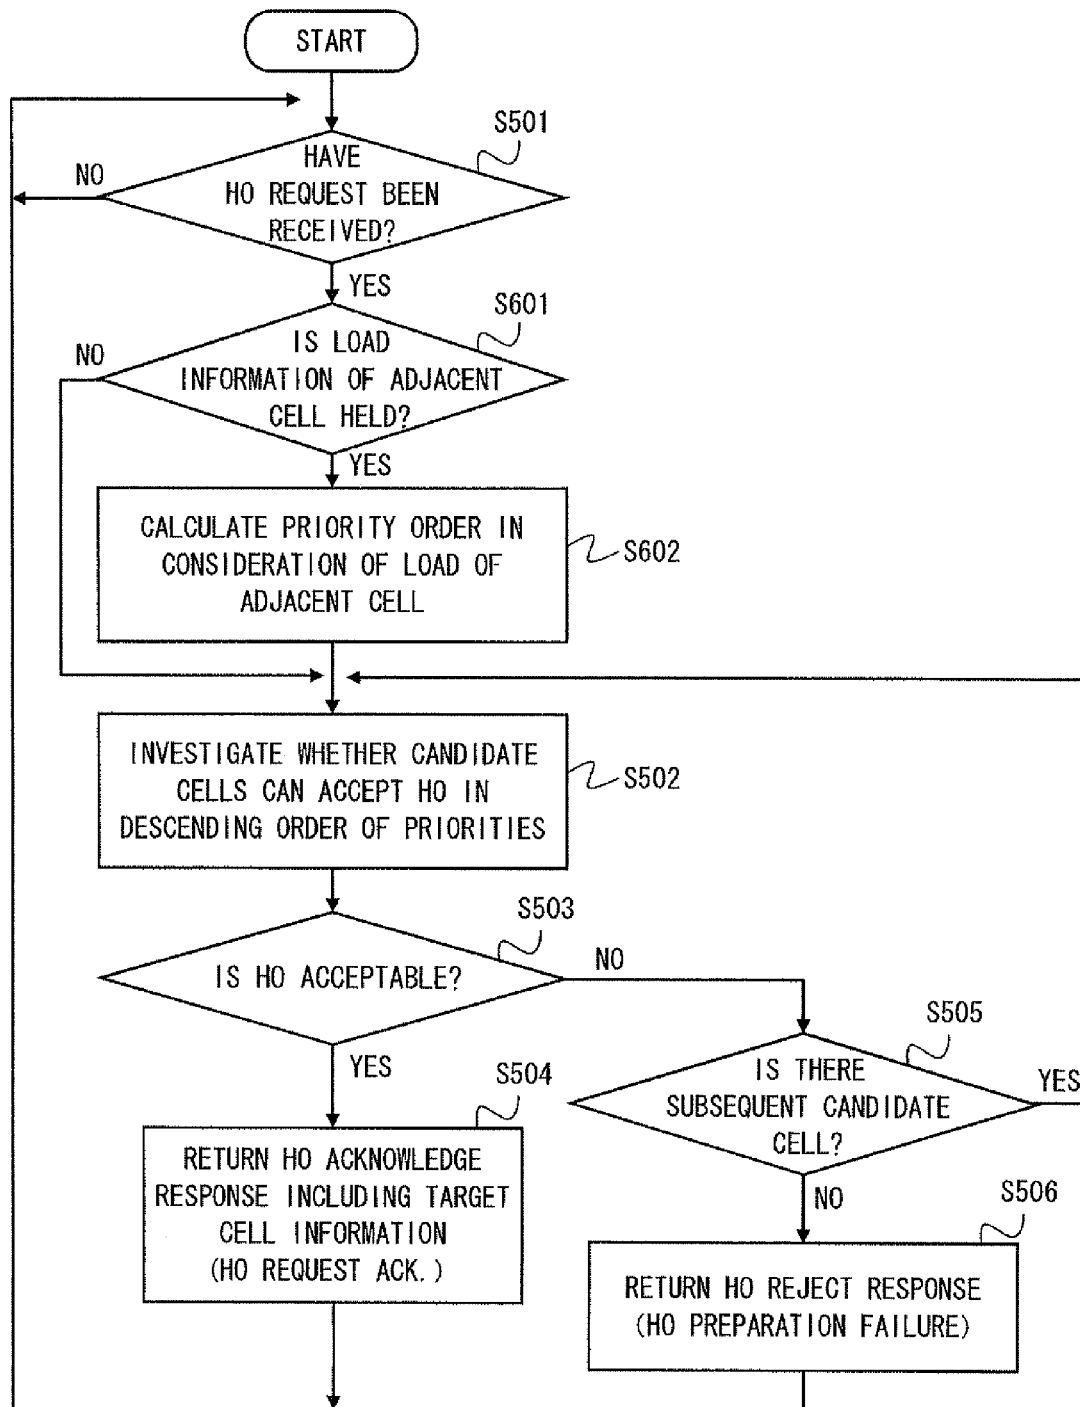 START
S501
HAVE
HO REQUEST BEEN
RECEIVED?
NO
YES
S601
IS LOAD
INFORMATION OF ADJACENT
CELL HELD?
NO
YES
CALCULATE PRIORITY ORDER IN
CONSIDERATION OF LOAD OF
ADJACENT CELL
S602
INVESTIGATE WHETHER CANDIDATE
CELLS CAN ACCEPT HO IN
DESCENDING ORDER OF PRIORITIES
S502
S503
IS HO ACCEPTABLE?
NO
YES
S505
IS THERE
SUBSEQUENT CANDIDATE
CELL?
YES
NO
S504
RETURN HO ACKNOWLEDGE
RESPONSE INCLUDING TARGET
CELL INFORMATION
(HO REQUEST ACK.)
S506
RETURN HO REJECT RESPONSE
(HO PREPARATION FAILURE)